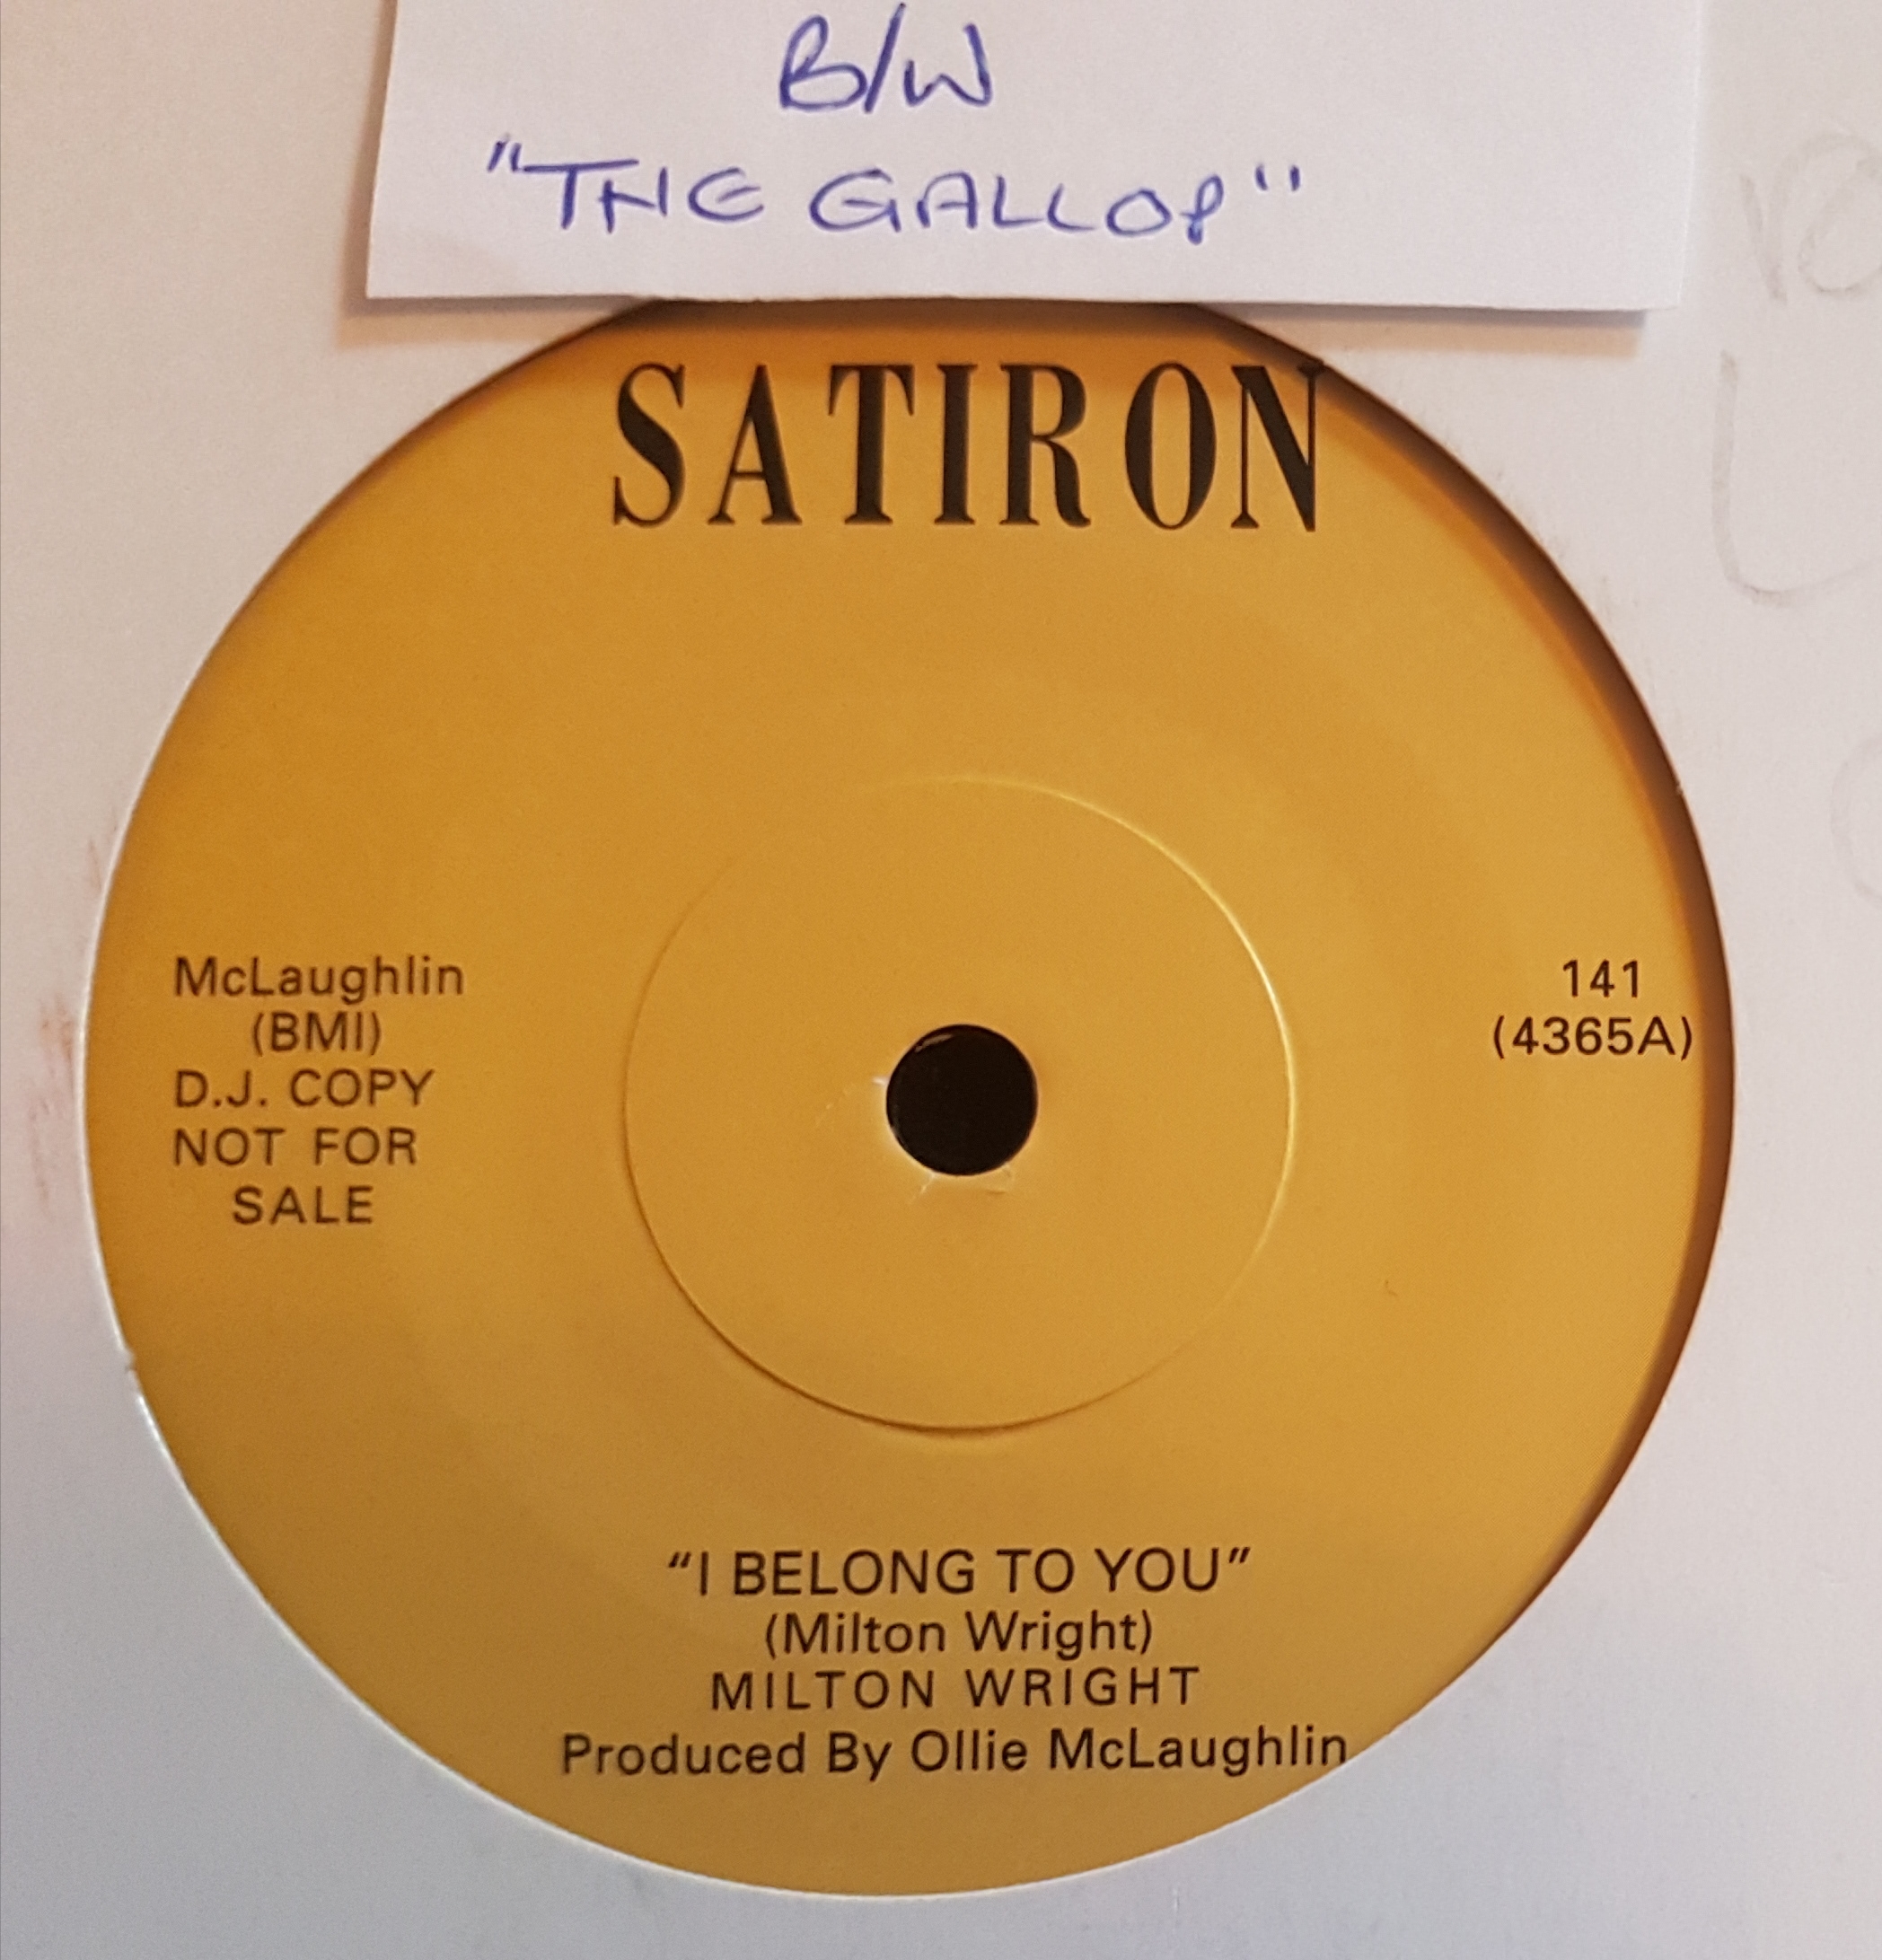 B/W
"THE GALLOP"
SATIRON
McLaughlin
(BMI)
D.J. COPY
NOT FOR
SALE
141
(4365A)
“I BELONG TO YOU”
(Milton Wright)
MILTON WRIGHT
Produced By Ollie McLaughlin